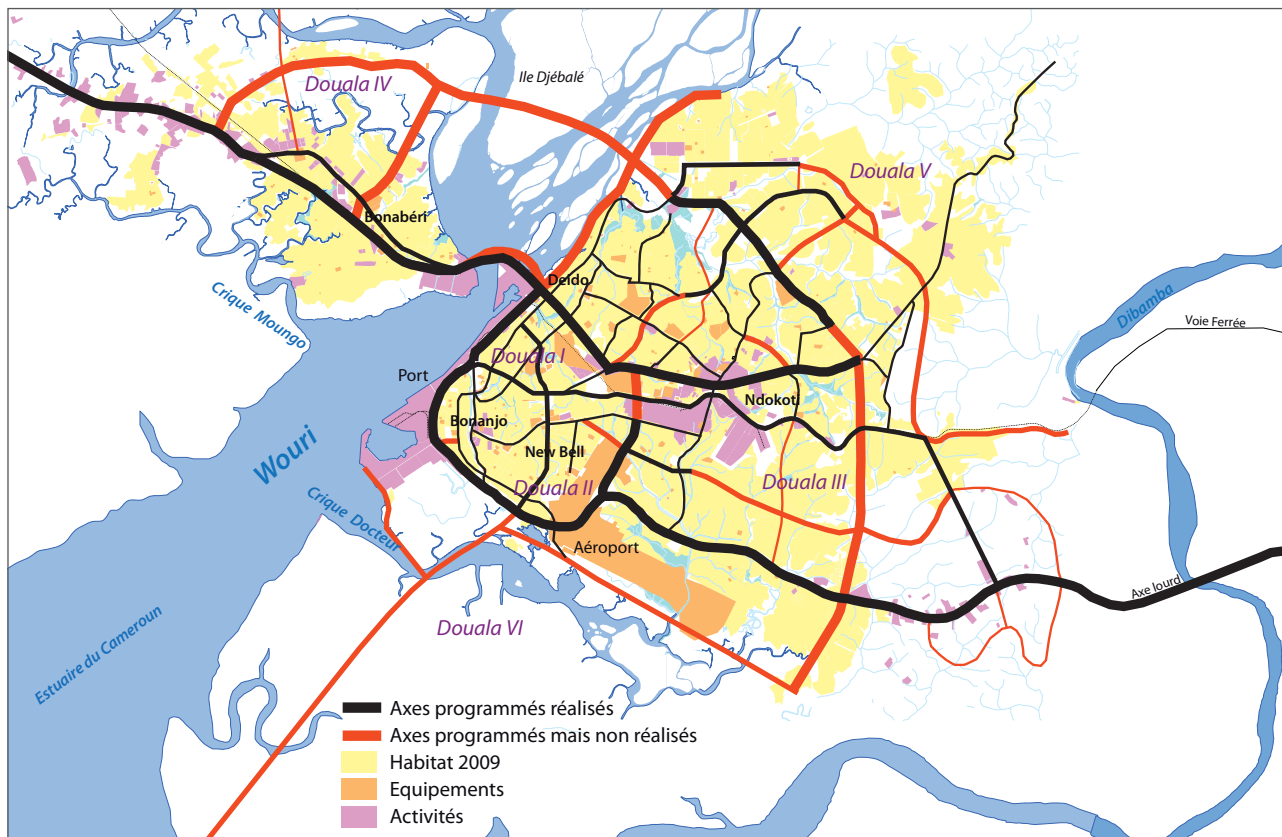 Ile Djébalé
Douala IV
Douala V
Bonabéri
Crique Moungo
Deido
Dibamba
Voie Ferrée
Douala I
Port
Ndokoti
Bonanjo
Wouri
New Bell
Douala II
Douala III
Crique Docteur
Aéroport
Axe lourd
Douala VI
Estuaire du Cameroun
Axes programmés réalisés
Axes programmés mais non réalisés
Habitat 2009
Equipements
Activités